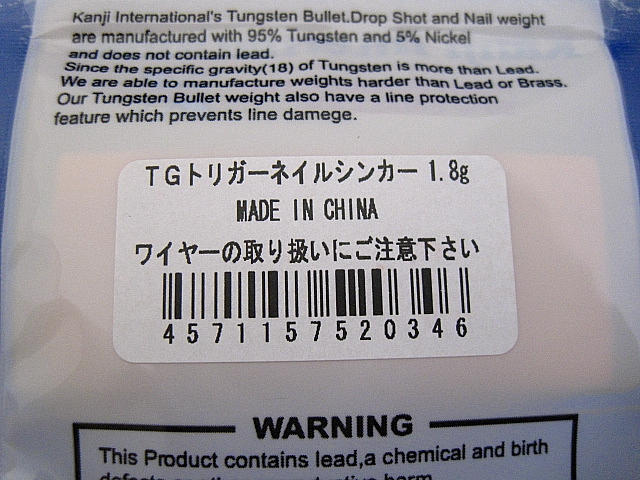 Kanji International's Tungsten Bullet.Drop Shot and Nail weight
are manufactured with 95% Tungsten and 5% Nickel
and does not contain lead.
Since the specific gravity(18) of Tungsten is more than Lead.
We are able to manufacture weights harder than Lead or Brass.
Our Tungsten Bullet weight also have a line protection
feature which prevents line damege.
TGトリガーネイルシンカー 1.8g
MADE IN CHINA
ワイヤーの取り扱いにご注意下さい
4571157520346
WARNING
This Product contains lead,a chemical and birth